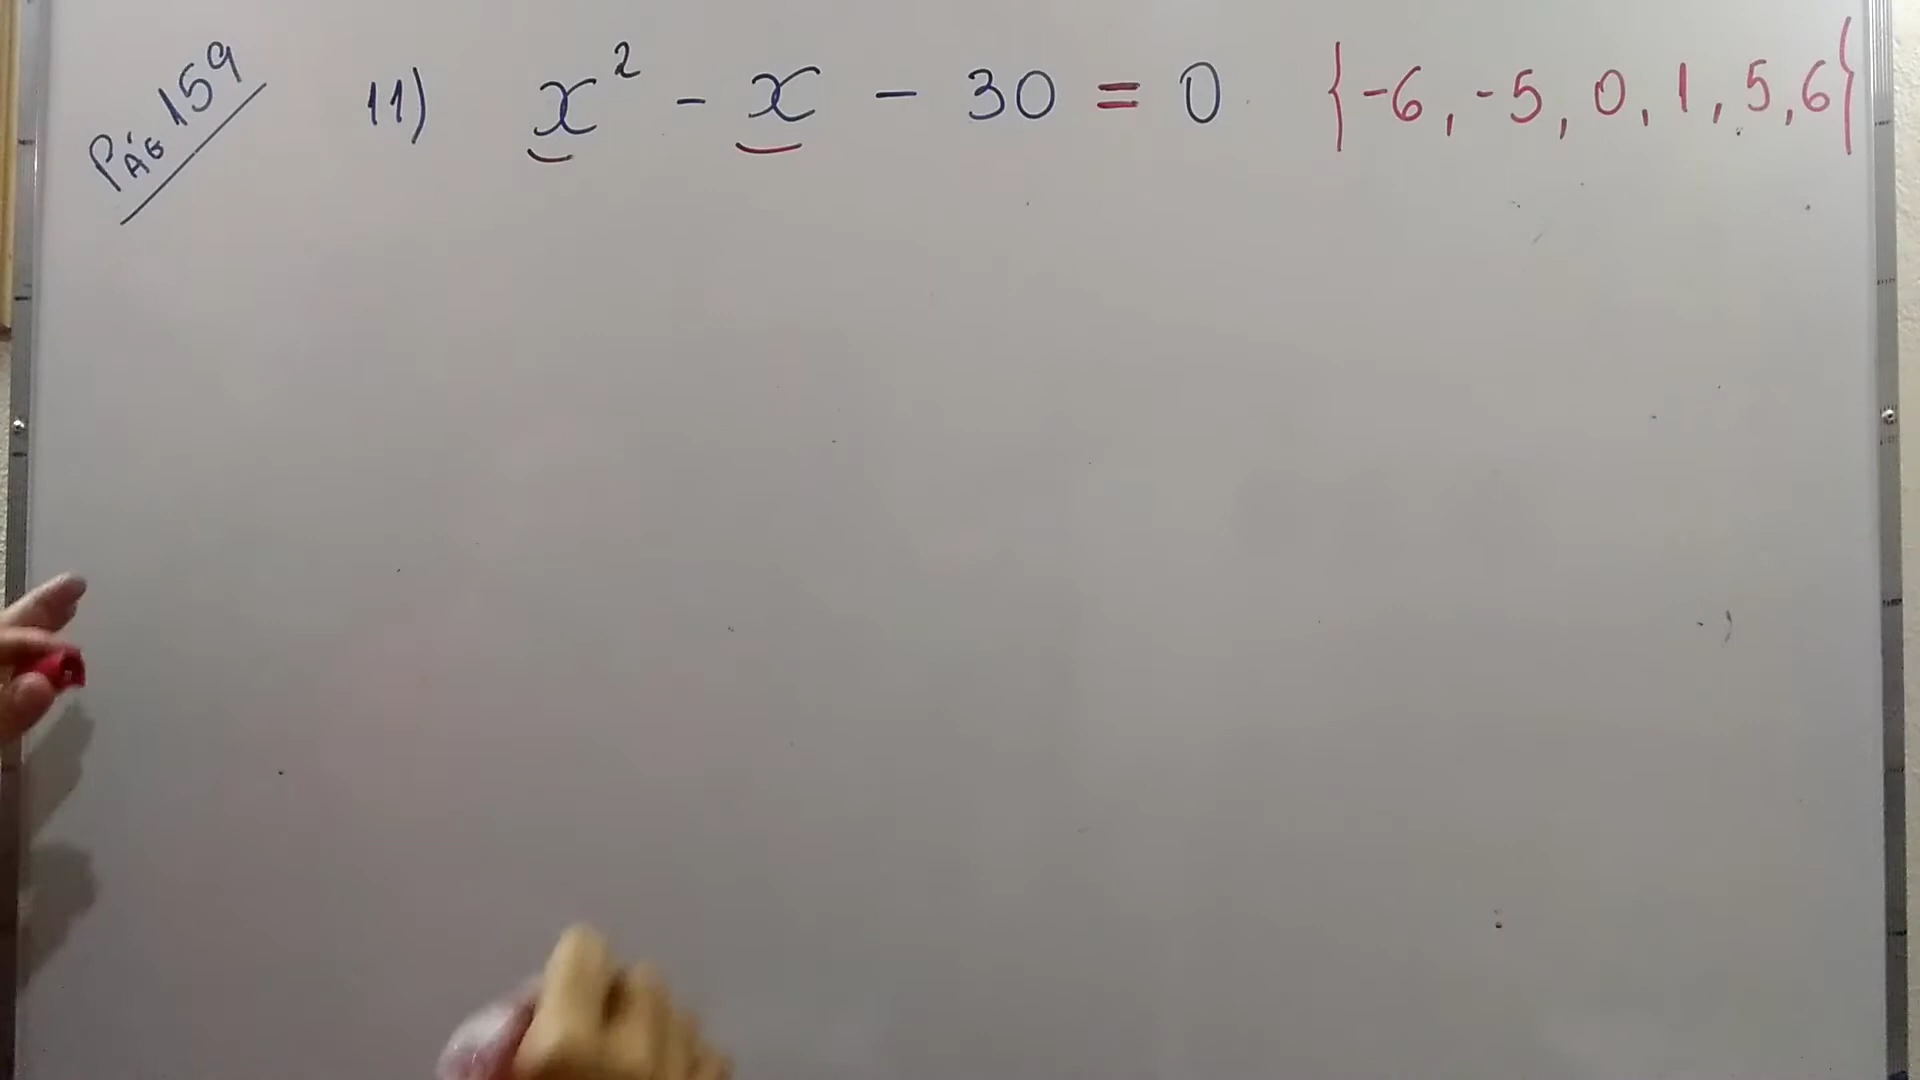 PÁG 159
11) x² - x - 30 = 0 {-6, -5, 0, 1, 5, 6}